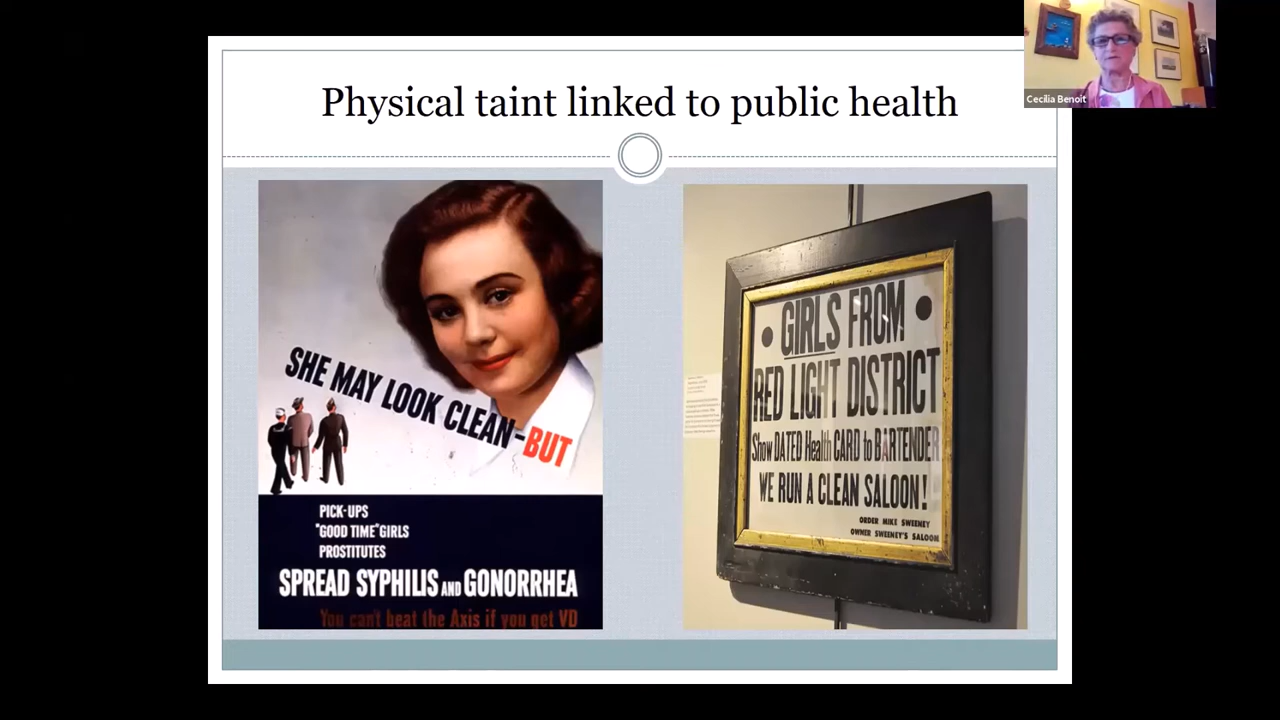 Physical taint linked to public health
Cecilia Benoit
SHE MAY LOOK CLEAN-BUT
PICK-UPS
"GOOD TIME" GIRLS
PROSTITUTES
SPREAD SYPHILIS AND GONORRHEA
You can't beat the Axis if you get VD
• GIRLS FROM •
RED LIGHT DISTRICT
Show DATED Health CARD to BARTENDER
WE RUN A CLEAN SALOON!
ORDER MIKE SWEENEY
OWNER SWEENEY'S SALOON